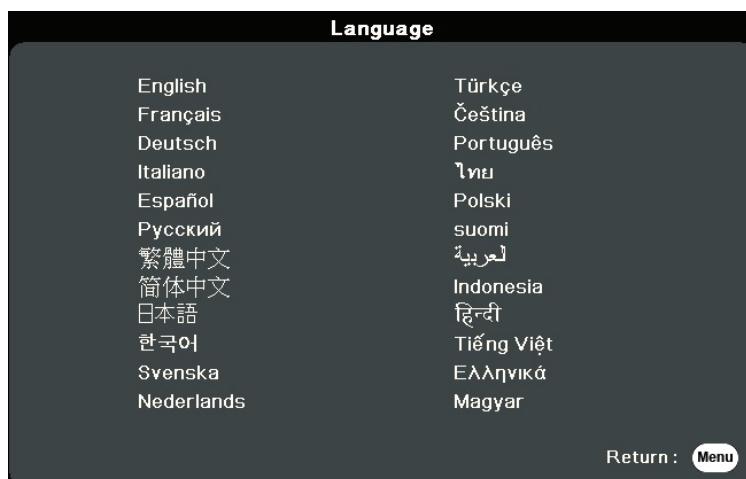 Language
English
Français
Deutsch
Italiano
Español
Русский
繁體中文
简体中文
日本語
한국어
Svenska
Nederlands
Türkçe
Čeština
Português
ไทย
Polski
suomi
العربية
Indonesia
हिन्दी
Tiếng Việt
Ελληνικά
Magyar
Return : Menu